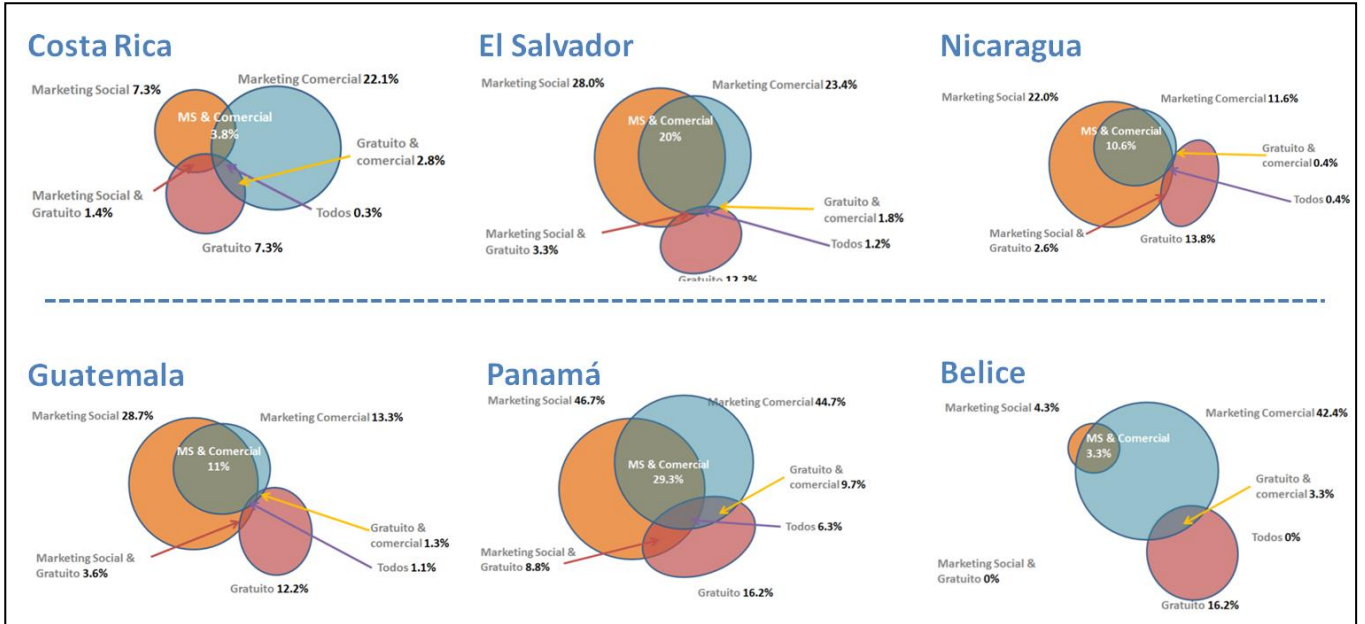 Costa Rica
Marketing Social 7.3%
Marketing Comercial 22.1%
MS & Comercial
3.8%
Gratuito &
comercial 2.8%
Marketing Social &
Gratuito 1.4%
Todos 0.3%
Gratuito 7.3%
El Salvador
Marketing Social 28.0%
Marketing Comercial 23.4%
MS & Comercial
20%
Gratuito &
comercial 1.8%
Marketing Social &
Gratuito 3.3%
Todos 1.2%
Gratuito 12.2%
Nicaragua
Marketing Social 22.0%
Marketing Comercial 11.6%
MS & Comercial
10.6%
Gratuito &
comercial 0.4%
Todos 0.4%
Marketing Social &
Gratuito 2.6%
Gratuito 13.8%
Guatemala
Marketing Social 28.7%
Marketing Comercial 13.3%
MS & Comercial
11%
Gratuito &
comercial 1.3%
Marketing Social &
Gratuito 3.6%
Todos 1.1%
Gratuito 12.2%
Panamá
Marketing Social 46.7%
Marketing Comercial 44.7%
MS & Comercial
29.3%
Gratuito &
comercial 9.7%
Todos 6.3%
Marketing Social &
Gratuito 8.8%
Gratuito 16.2%
Belice
Marketing Social 4.3%
Marketing Comercial 42.4%
MS & Comercial
3.3%
Gratuito &
comercial 3.3%
Todos 0%
Marketing Social &
Gratuito 0%
Gratuito 16.2%